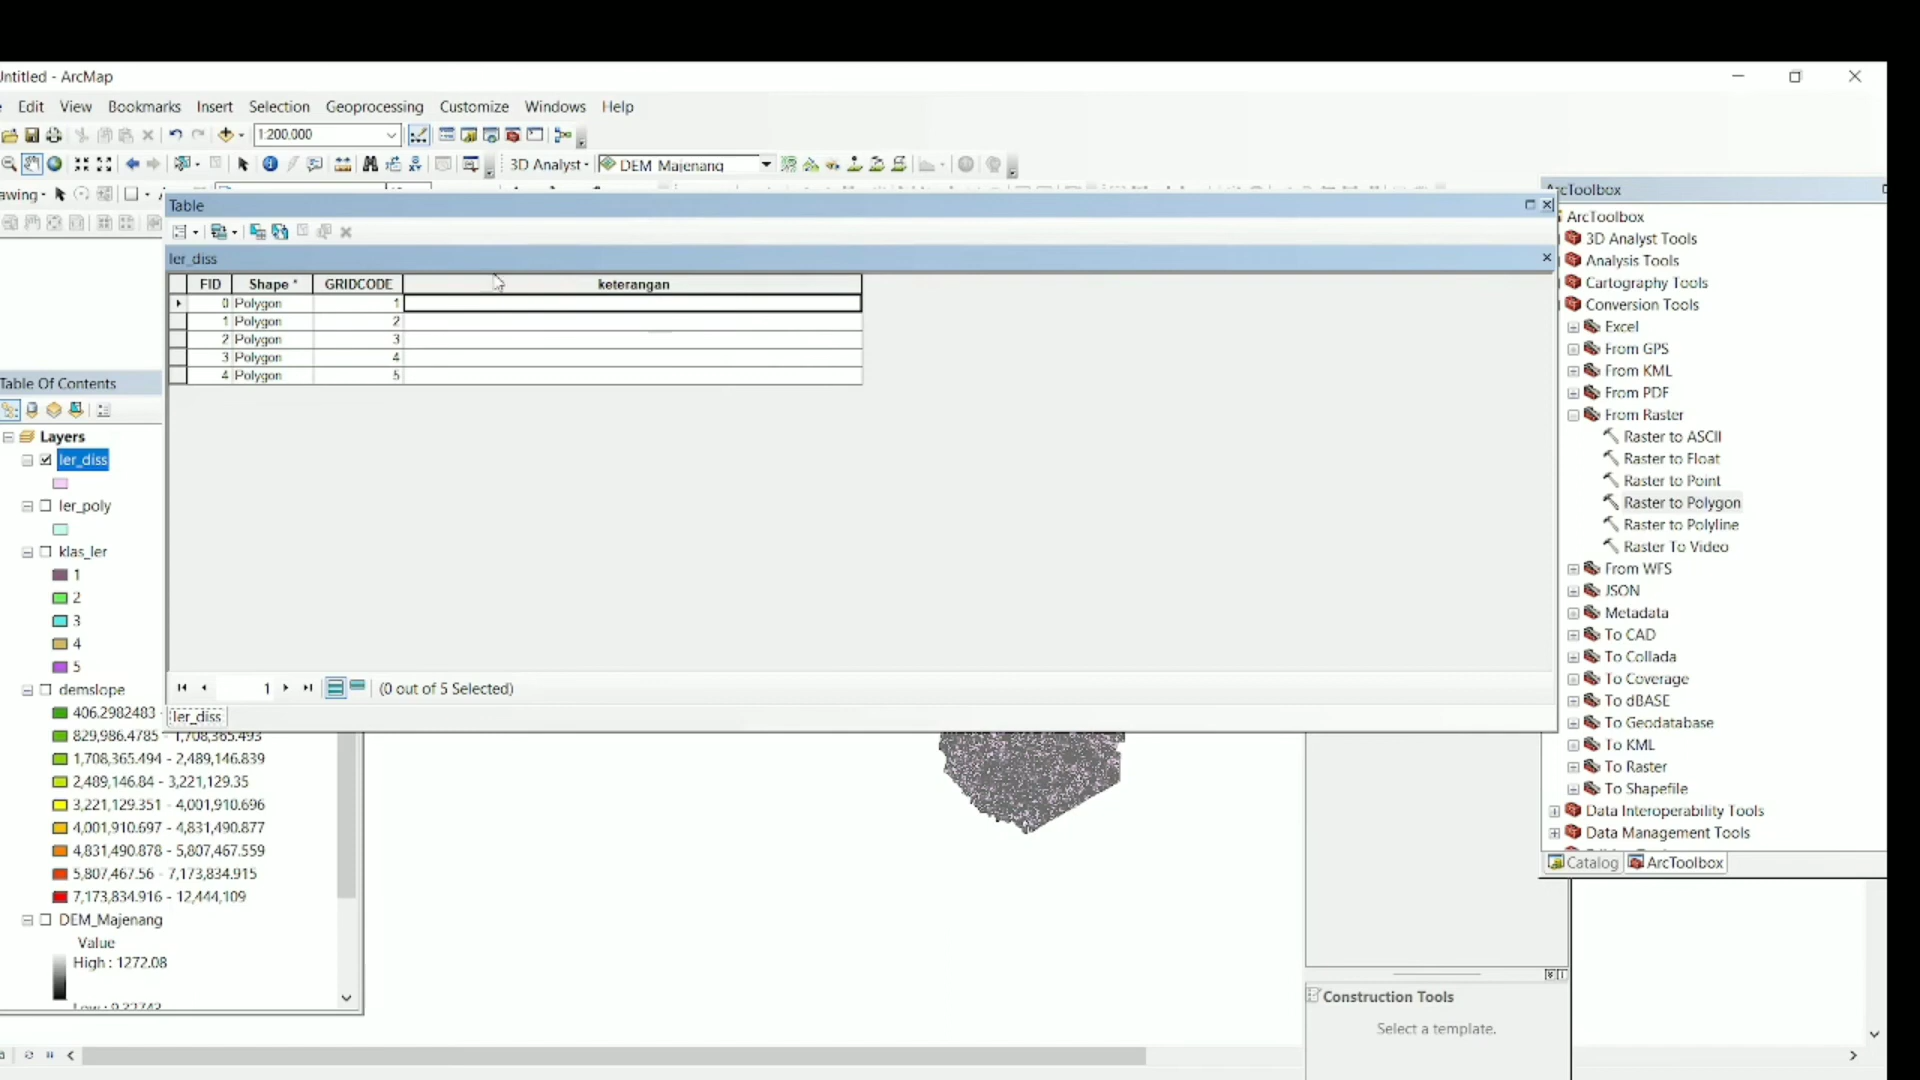 Untitled - ArcMap
Edit View Bookmarks Insert Selection Geoprocessing Customize Windows Help
1:200.000
3D Analyst DEM_Majenang
ArcToolbox
Table
ler_diss
FID Shape * GRIDCODE keterangan
0 Polygon 1
1 Polygon 2
2 Polygon 3
3 Polygon 4
4 Polygon 5
1 (0 out of 5 Selected)
ler_diss
Table Of Contents
Layers
ler_diss
ler_poly
klas_ler
1
2
3
4
5
demslope
406.2982483 -
829,986.4785 - 1,708,365.493
1,708,365.494 - 2,489,146.839
2,489,146.84 - 3,221,129.35
3,221,129.351 - 4,001,910.696
4,001,910.697 - 4,831,490.877
4,831,490.878 - 5,807,467.559
5,807,467.56 - 7,173,834.915
7,173,834.916 - 12,444,109
DEM_Majenang
Value
High : 1272.08
ArcToolbox
3D Analyst Tools
Analysis Tools
Cartography Tools
Conversion Tools
Excel
From GPS
From KML
From PDF
From Raster
Raster to ASCII
Raster to Float
Raster to Point
Raster to Polygon
Raster to Polyline
Raster To Video
From WFS
JSON
Metadata
To CAD
To Collada
To Coverage
To dBASE
To Geodatabase
To KML
To Raster
To Shapefile
Data Interoperability Tools
Data Management Tools
Catalog ArcToolbox
Construction Tools
Select a template.